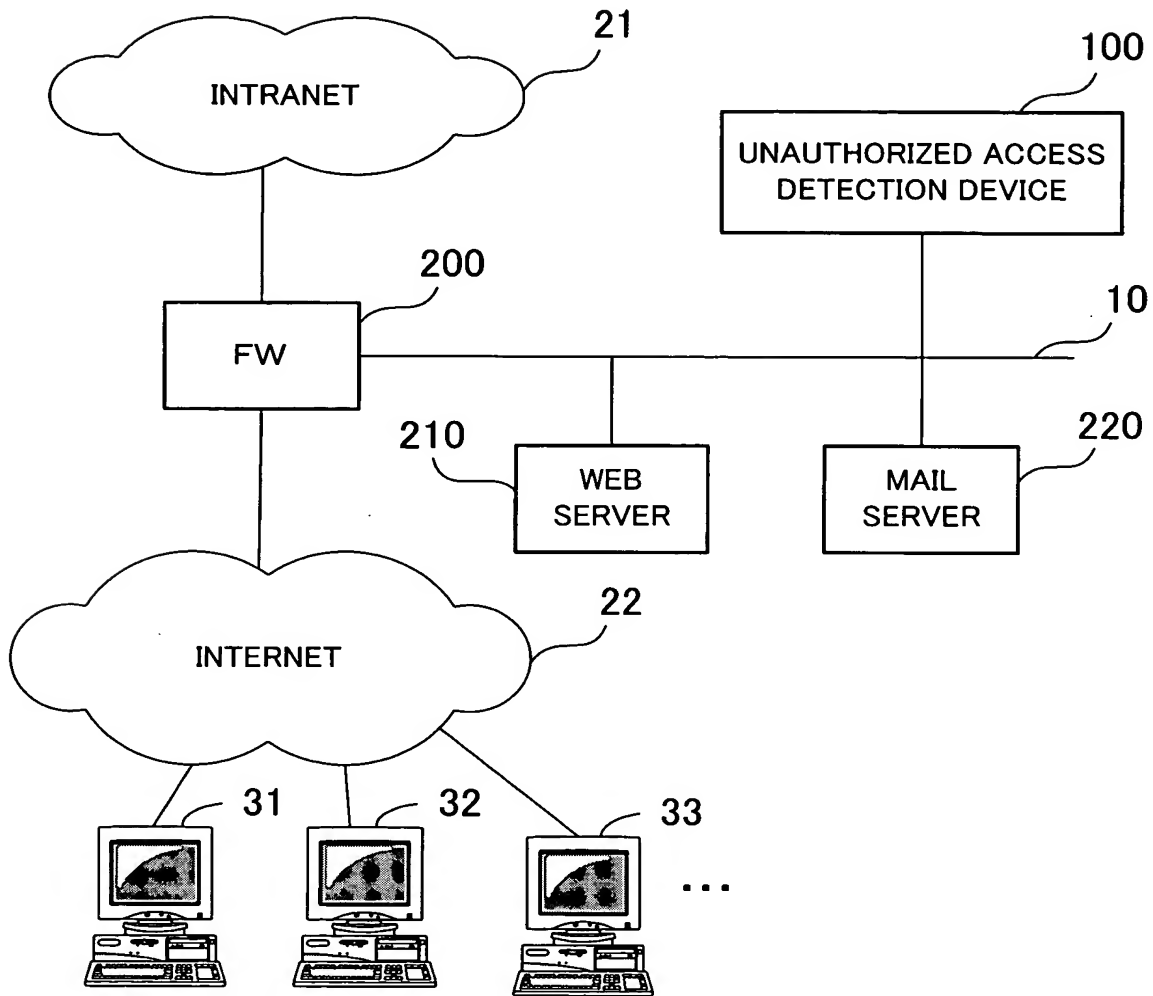 21
INTRANET
100
UNAUTHORIZED ACCESS
DETECTION DEVICE
200
FW
10
210
WEB
SERVER
220
MAIL
SERVER
22
INTERNET
31
32
33
...